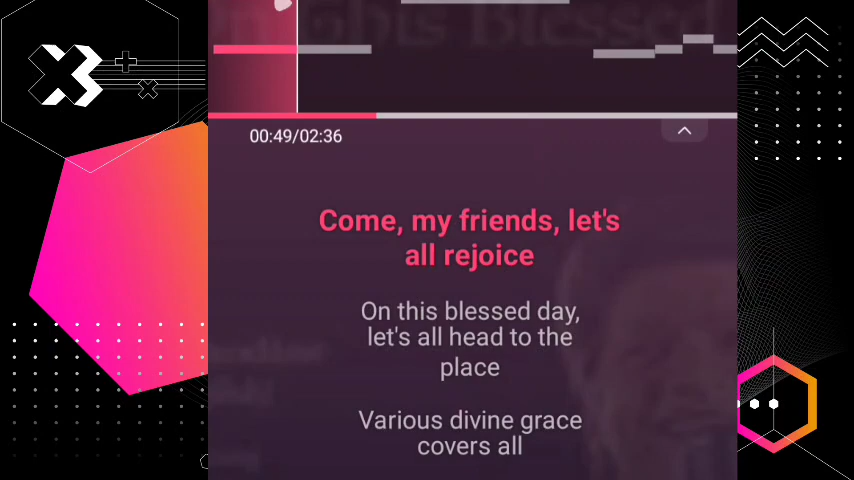 Blessed
00:49/02:36
Come, my friends, let's
all rejoice
On this blessed day,
let's all head to the
place
Various divine grace
covers all